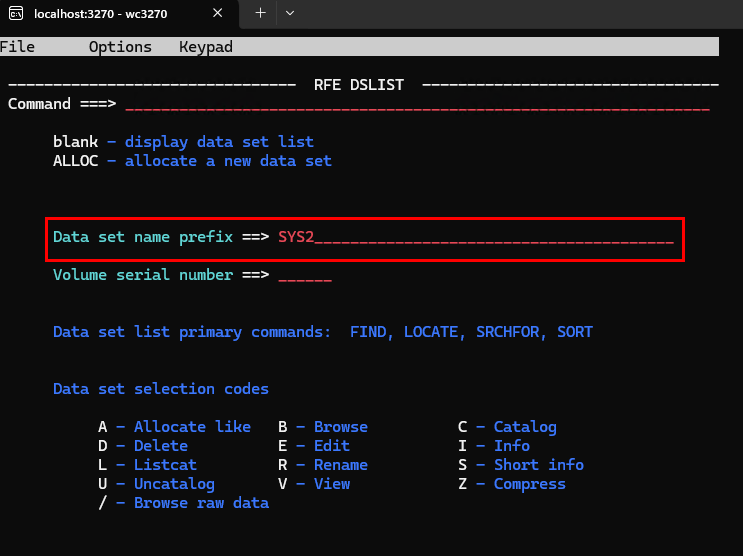 localhost:3270 - wc3270
File Options Keypad
-------------------------------- RFE DSLIST ---------------------------------
Command ===> _________________________________________________________________
blank - display data set list
ALLOC - allocate a new data set
Data set name prefix ==> SYS2________________________________________
Volume serial number ==> ______
Data set list primary commands: FIND, LOCATE, SRCHFOR, SORT
Data set selection codes
A - Allocate like B - Browse C - Catalog
D - Delete E - Edit I - Info
L - Listcat R - Rename S - Short info
U - Uncatalog V - View Z - Compress
/ - Browse raw data